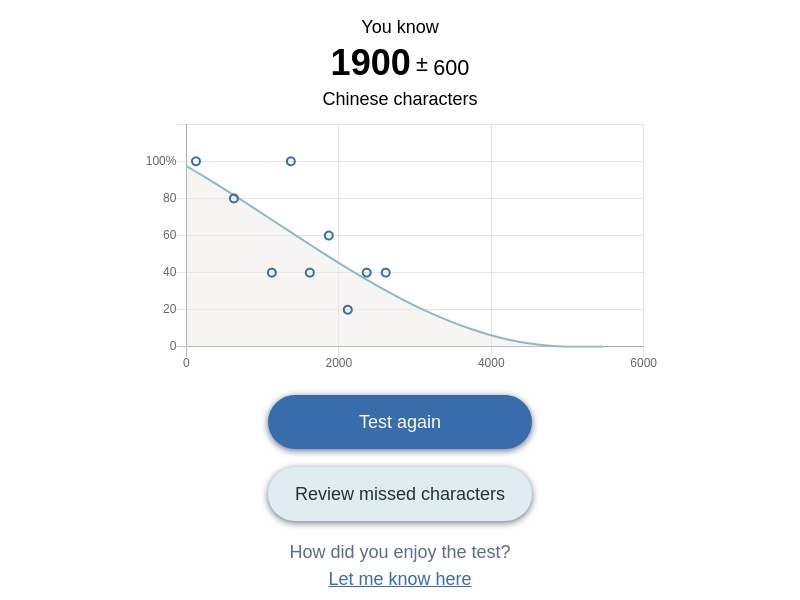 You know
1900 ± 600
Chinese characters
100%
80
60
40
20
0
0 2000 4000 6000
Test again
Review missed characters
How did you enjoy the test?
Let me know here